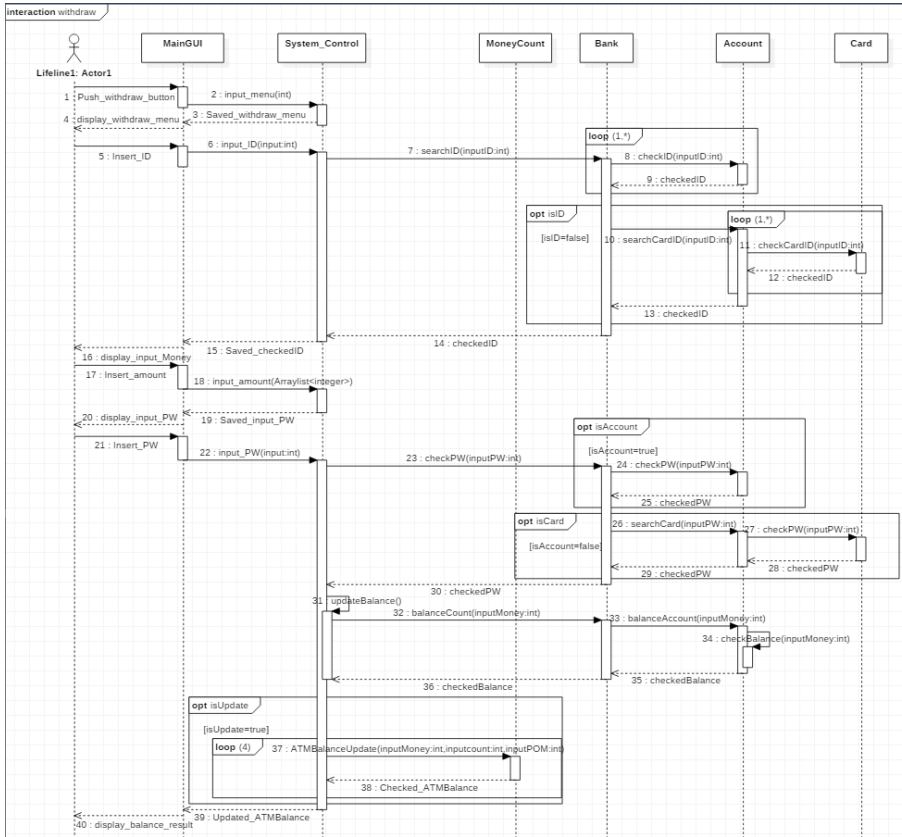 interaction withdraw
MainGUI
System_Control
MoneyCount
Bank
Account
Card
Lifeline1: Actor1
1 : Push_withdraw_button
2 : input_menu(int)
3 : Saved_withdraw_menu
4 : display_withdraw_menu
loop (1,*)
5 : Insert_ID
6 : input_ID(input:int)
7 : searchID(inputID:int)
8 : checkID(inputID:int)
9 : checkedID
opt isID
[isID=false]
loop (1,*)
10 : searchCardID(inputID:int)
11 : checkCardID(inputID:int)
12 : checkedID
13 : checkedID
14 : checkedID
15 : Saved_checkedID
16 : display_input_Money
17 : Insert_amount
18 : input_amount(Arraylist<integer>)
19 : Saved_input_PW
20 : display_input_PW
21 : Insert_PW
22 : input_PW(input:int)
opt isAccount
[isAccount=true]
23 : checkPW(inputPW:int)
24 : checkPW(inputPW:int)
25 : checkedPW
opt isCard
[isAccount=false]
26 : searchCard(inputPW:int)
27 : checkPW(inputPW:int)
28 : checkedPW
29 : checkedPW
30 : checkedPW
31 : updateBalance()
32 : balanceCount(inputMoney:int)
33 : balanceAccount(inputMoney:int)
34 : checkBalance(inputMoney:int)
35 : checkedBalance
36 : checkedBalance
opt isUpdate
[isUpdate=true]
loop (4)
37 : ATMBalanceUpdate(inputMoney:int,inputcount:int,inputPOM:int)
38 : Checked_ATMBalance
39 : Updated_ATMBalance
40 : display_balance_result